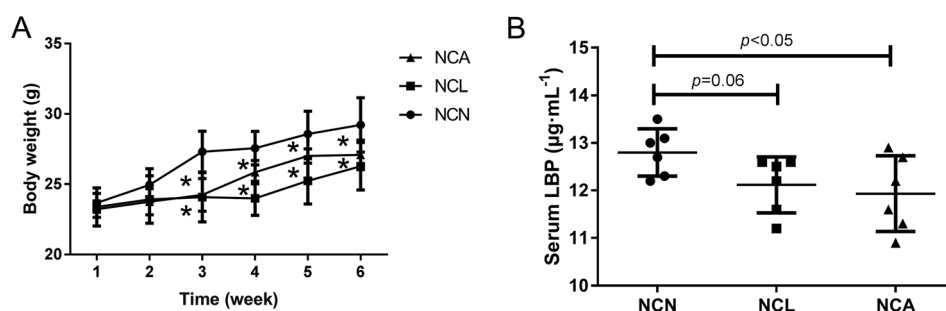 A
Body weight (g)
35
30
25
20
*
*
*
*
*
*
*
*
1 2 3 4 5 6
Time (week)
NCA
NCL
NCN
B
Serum LBP (µg·mL⁻¹)
15
14
13
12
11
10
p<0.05
p=0.06
NCN NCL NCA